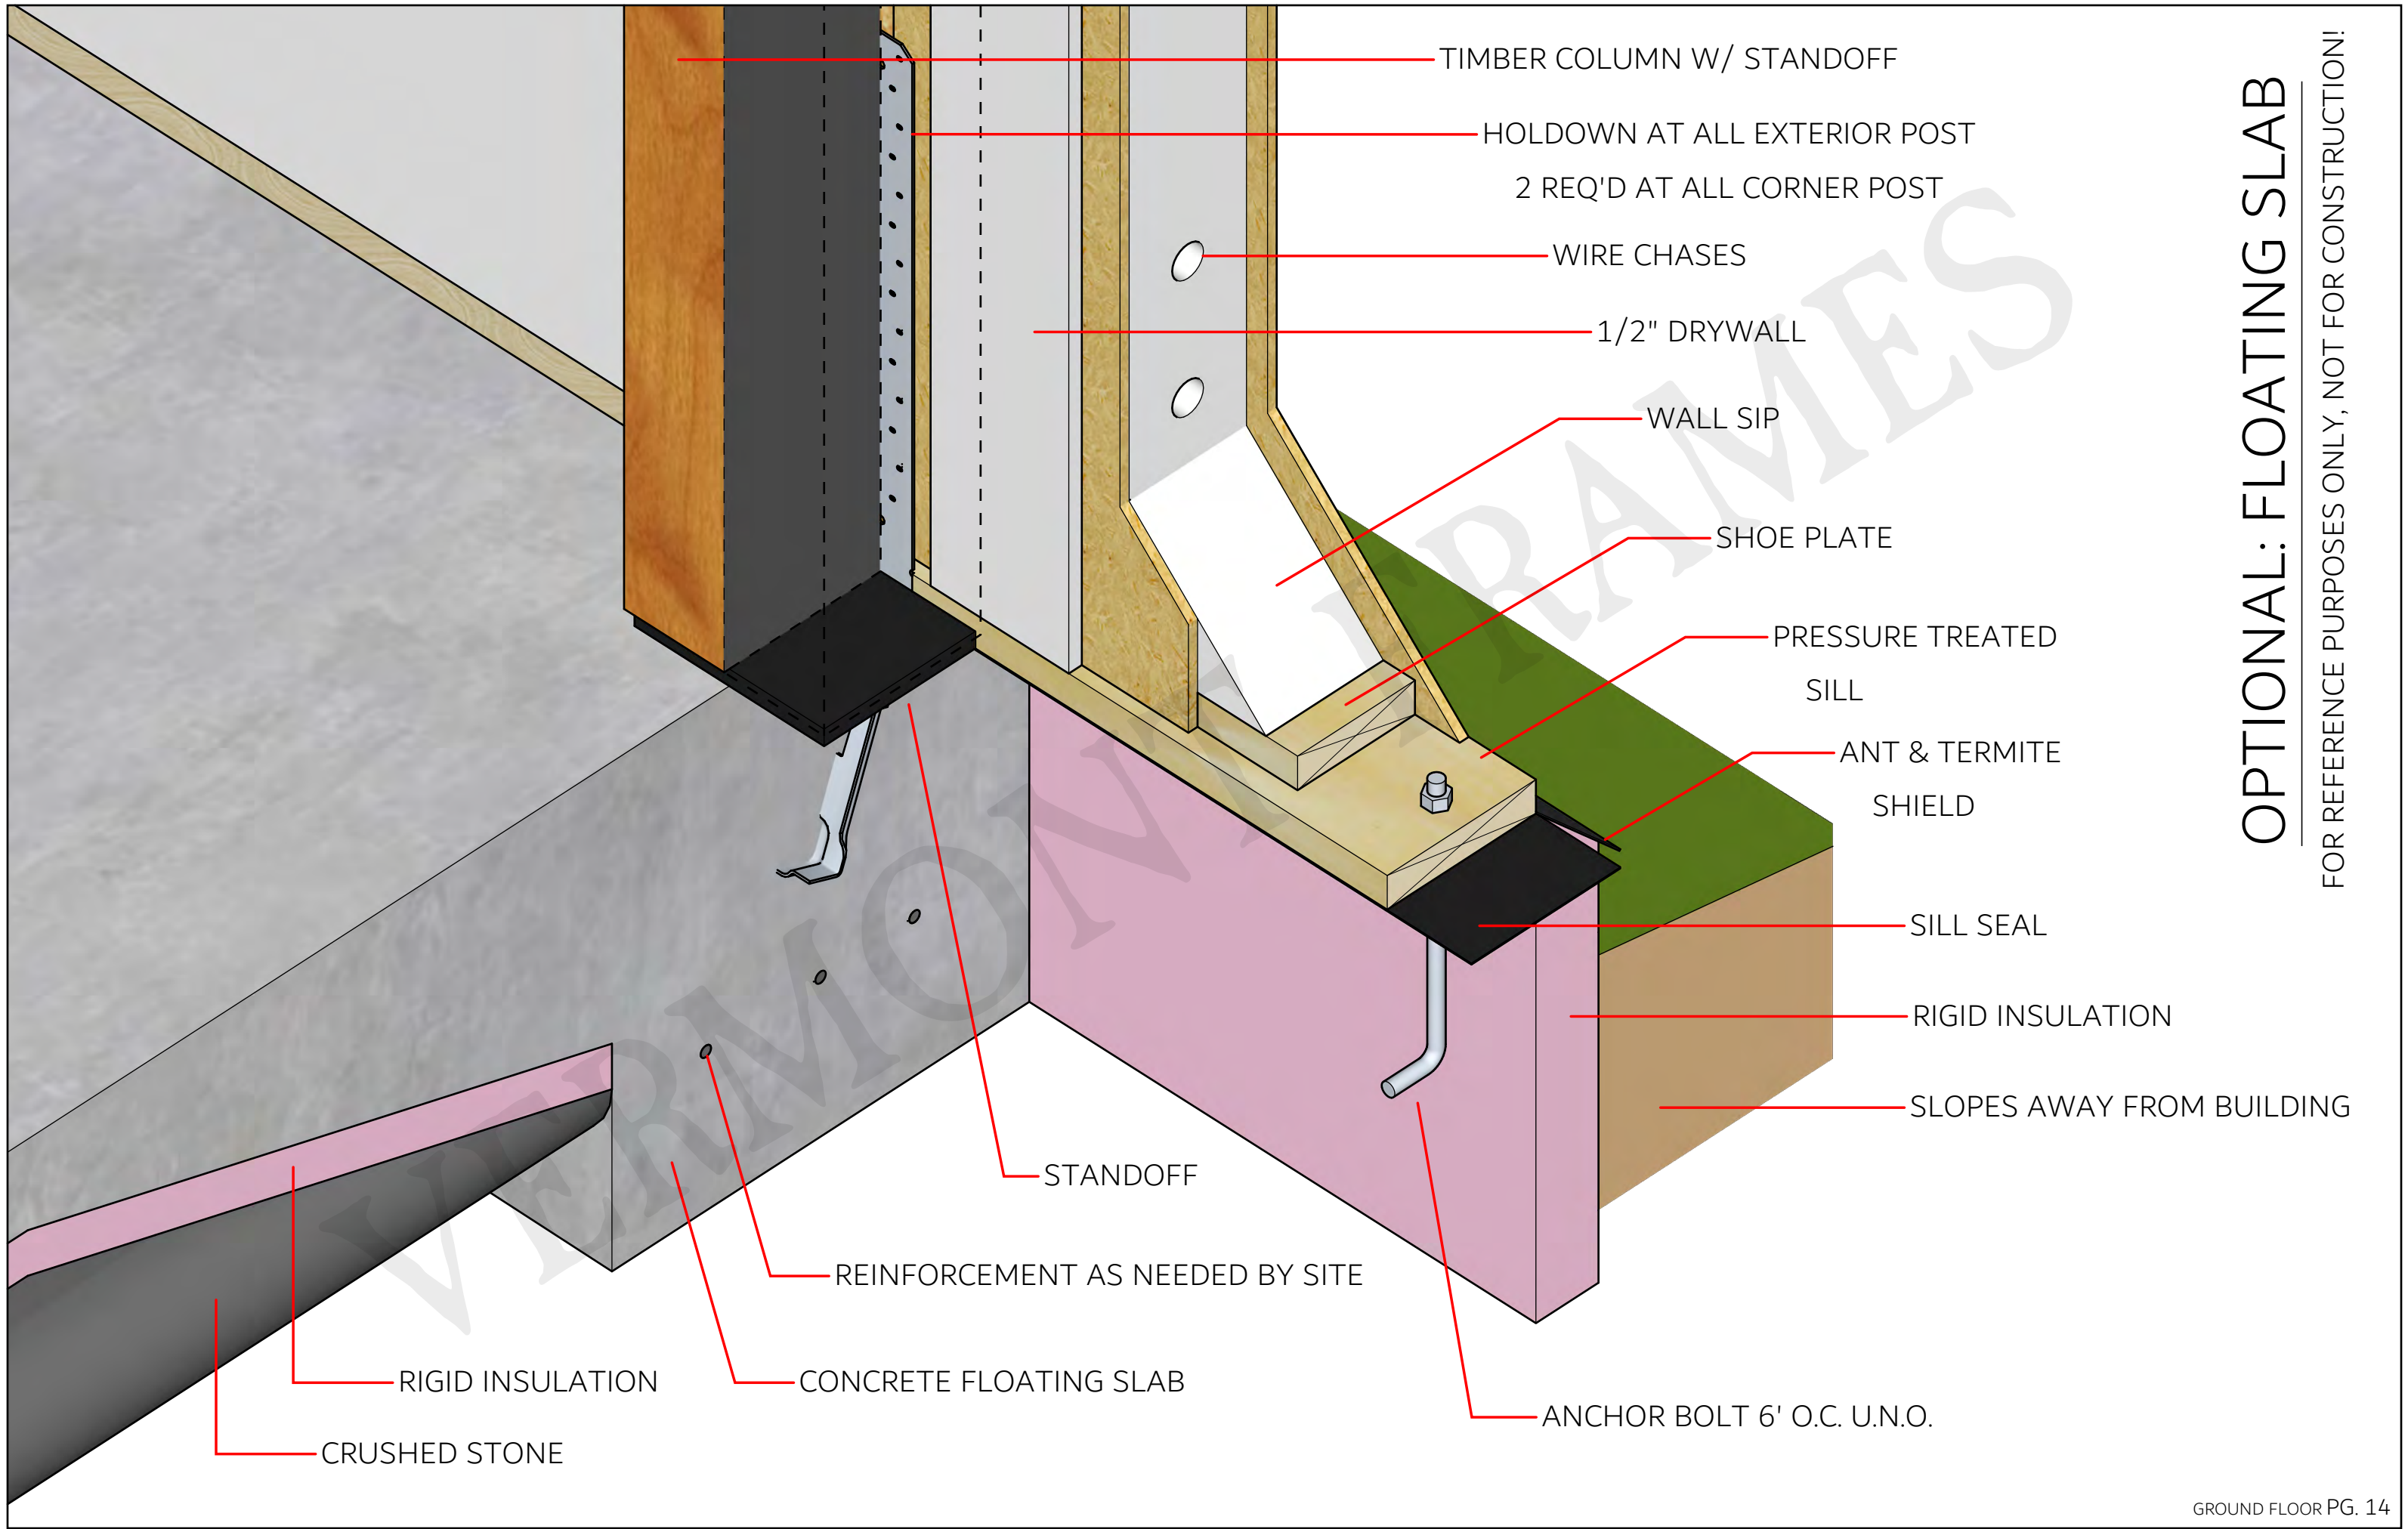 TIMBER COLUMN W/ STANDOFF
HOLDOWN AT ALL EXTERIOR POST
2 REQ'D AT ALL CORNER POST
WIRE CHASES
1/2" DRYWALL
WALL SIP
SHOE PLATE
PRESSURE TREATED
SILL
ANT & TERMITE
SHIELD
SILL SEAL
RIGID INSULATION
SLOPES AWAY FROM BUILDING
STANDOFF
REINFORCEMENT AS NEEDED BY SITE
RIGID INSULATION
CONCRETE FLOATING SLAB
ANCHOR BOLT 6' O.C. U.N.O.
CRUSHED STONE
OPTIONAL: FLOATING SLAB
FOR REFERENCE PURPOSES ONLY, NOT FOR CONSTRUCTION!
VERMONT FRAMES
GROUND FLOOR PG. 14